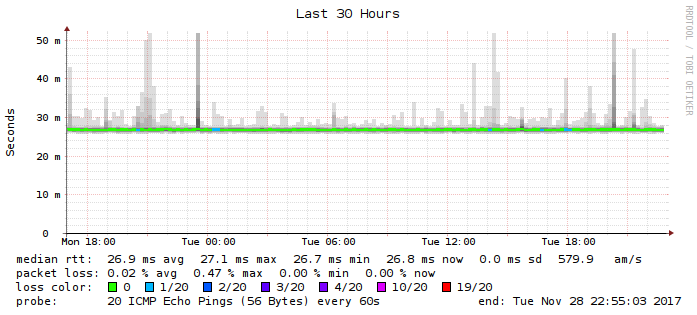 Last 30 Hours
RRDTOOL / TOBI OETIKER
Seconds
50 m
40 m
30 m
20 m
10 m
0
Mon 18:00 Tue 00:00 Tue 06:00 Tue 12:00 Tue 18:00
median rtt: 26.9 ms avg 27.1 ms max 26.7 ms min 26.8 ms now 0.0 ms sd 579.9 am/s
packet loss: 0.02 % avg 0.47 % max 0.00 % min 0.00 % now
loss color: 0 1/20 2/20 3/20 4/20 10/20 19/20
probe: 20 ICMP Echo Pings (56 Bytes) every 60s end: Tue Nov 28 22:55:03 2017